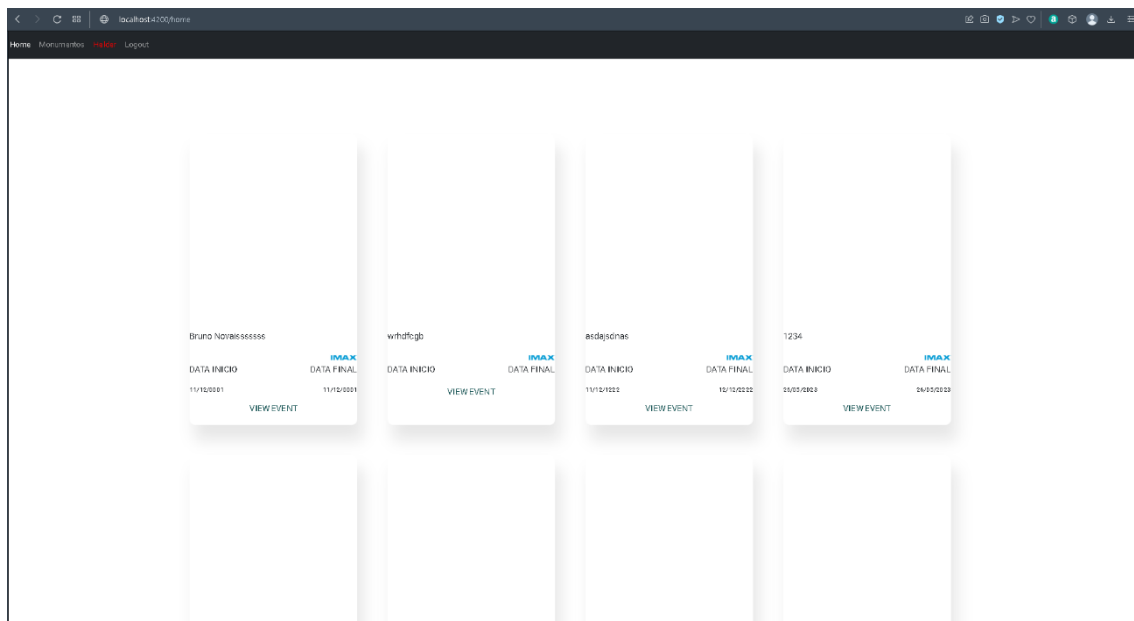 localhost:4200/home
Home Monumentos Helder Logout
Bruno Novaisssssss
IMAX
DATA INICIO DATA FINAL
11/12/0001 11/12/0001
VIEW EVENT
wrhdfcgb
IMAX
DATA INICIO DATA FINAL
VIEW EVENT
asdajsdnas
IMAX
DATA INICIO DATA FINAL
11/12/1222 12/12/2222
VIEW EVENT
1234
IMAX
DATA INICIO DATA FINAL
25/05/2023 26/05/2023
VIEW EVENT